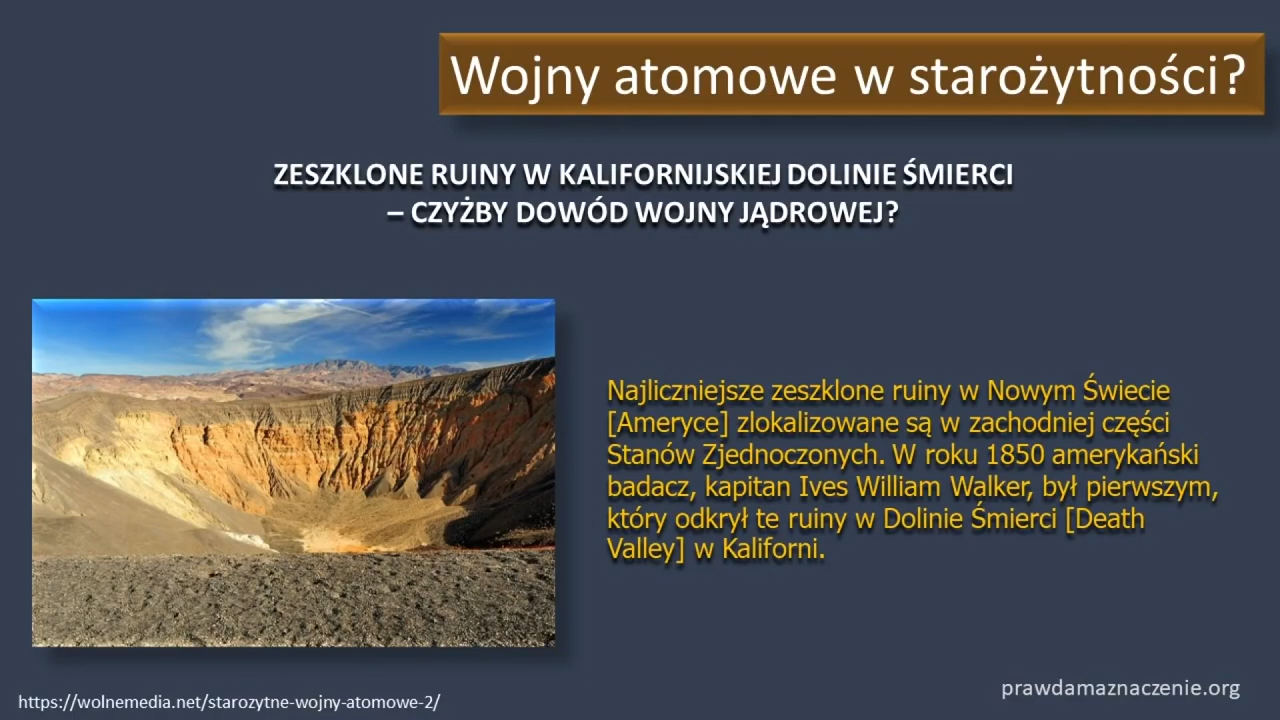 Wojny atomowe w starożytności?
ZESZKLONE RUINY W KALIFORNIJSKIEJ DOLINIE ŚMIERCI
– CZYŻBY DOWÓD WOJNY JĄDROWEJ?
Najliczniejsze zeszklone ruiny w Nowym Świecie
[Ameryce] zlokalizowane są w zachodniej części
Stanów Zjednoczonych. W roku 1850 amerykański
badacz, kapitan Ives William Walker, był pierwszym,
który odkrył te ruiny w Dolinie Śmierci [Death
Valley] w Kaliforni.
https://wolnemedia.net/starozytne-wojny-atomowe-2/
prawdamaznaczenie.org